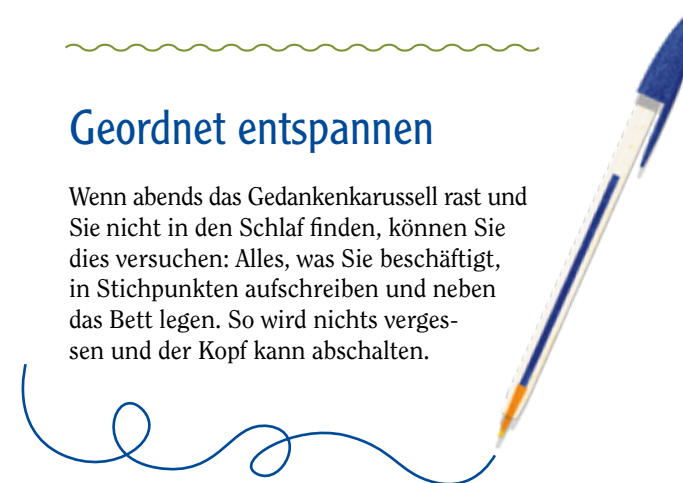 Geordnet entspannen
Wenn abends das Gedankenkarussell rast und
Sie nicht in den Schlaf finden, können Sie
dies versuchen: Alles, was Sie beschäftigt,
in Stichpunkten aufschreiben und neben
das Bett legen. So wird nichts verges-
sen und der Kopf kann abschalten.